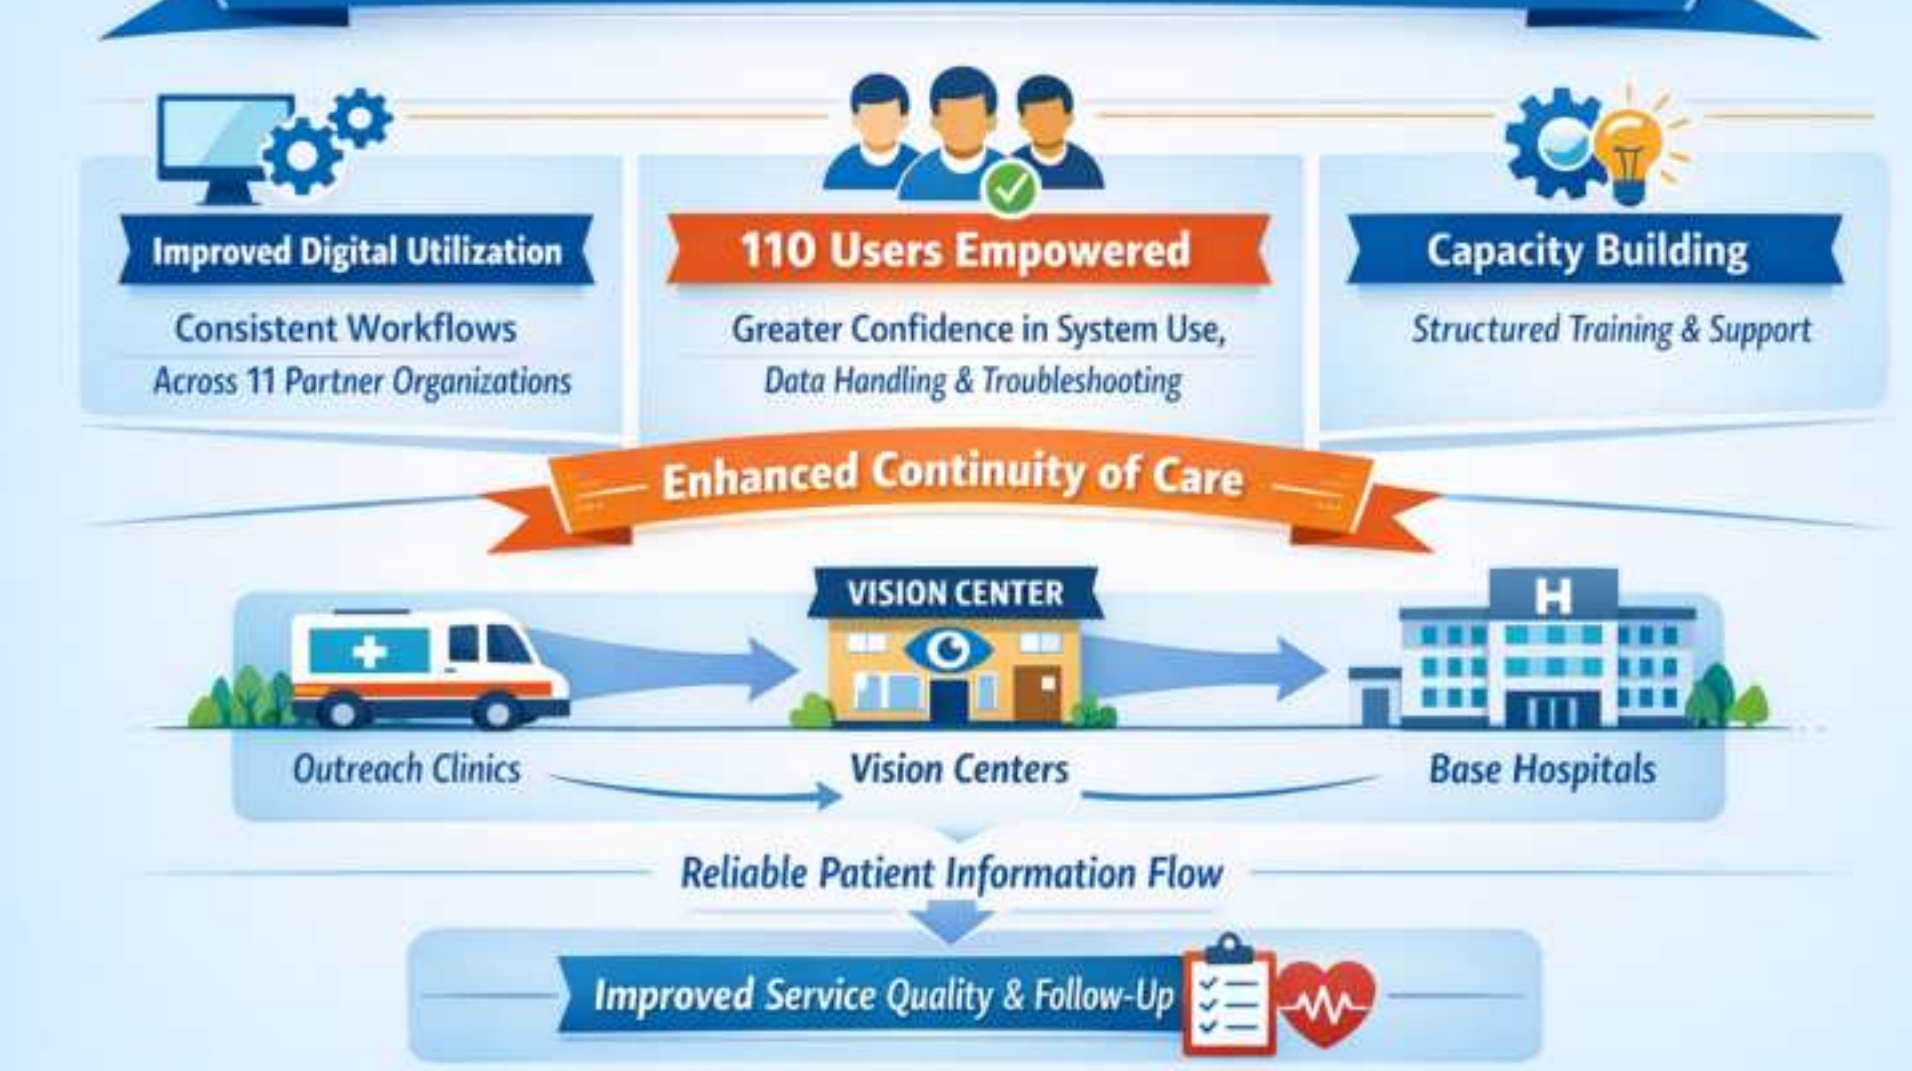 Improved Digital Utilization
Consistent Workflows
Across 11 Partner Organizations
110 Users Empowered
Greater Confidence in System Use,
Data Handling & Troubleshooting
Capacity Building
Structured Training & Support
Enhanced Continuity of Care
VISION CENTER
H
Outreach Clinics
Vision Centers
Base Hospitals
Reliable Patient Information Flow
Improved Service Quality & Follow-Up